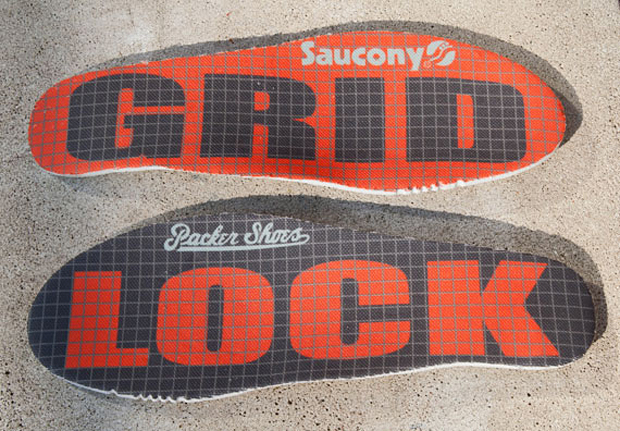 Saucony
GRID
Packer Shoes
LOCK